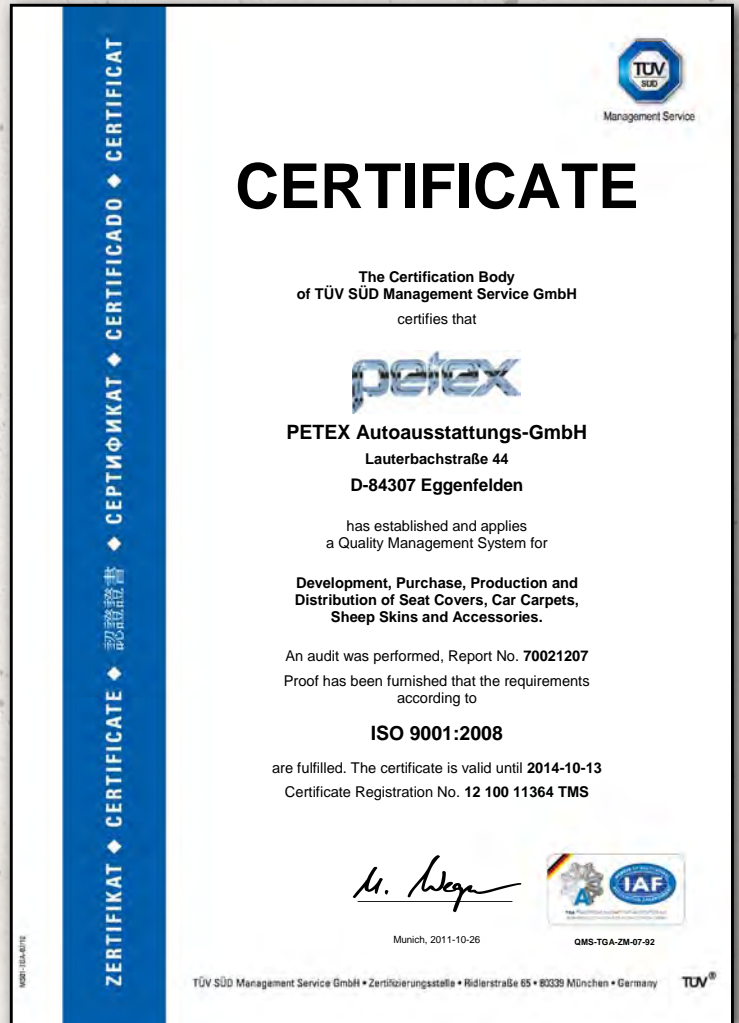 ZERTIFIKAT ◆ CERTIFICATE ◆ 認證證書 ◆ СЕРТИФИКАТ ◆ CERTIFICADO ◆ CERTIFICAT
TÜV
SÜD
Management Service
CERTIFICATE
The Certification Body
of TÜV SÜD Management Service GmbH
certifies that
petex
PETEX Autoausstattungs-GmbH
Lauterbachstraße 44
D-84307 Eggenfelden
has established and applies
a Quality Management System for
Development, Purchase, Production and
Distribution of Seat Covers, Car Carpets,
Sheep Skins and Accessories.
An audit was performed, Report No. 70021207
Proof has been furnished that the requirements
according to
ISO 9001:2008
are fulfilled. The certificate is valid until 2014-10-13
Certificate Registration No. 12 100 11364 TMS
M. Wegn
A
IAF
Munich, 2011-10-26
QMS-TGA-ZM-07-92
TÜV SÜD Management Service GmbH • Zertifizierungsstelle • Ridlerstraße 65 • 80339 München • Germany
TÜV®